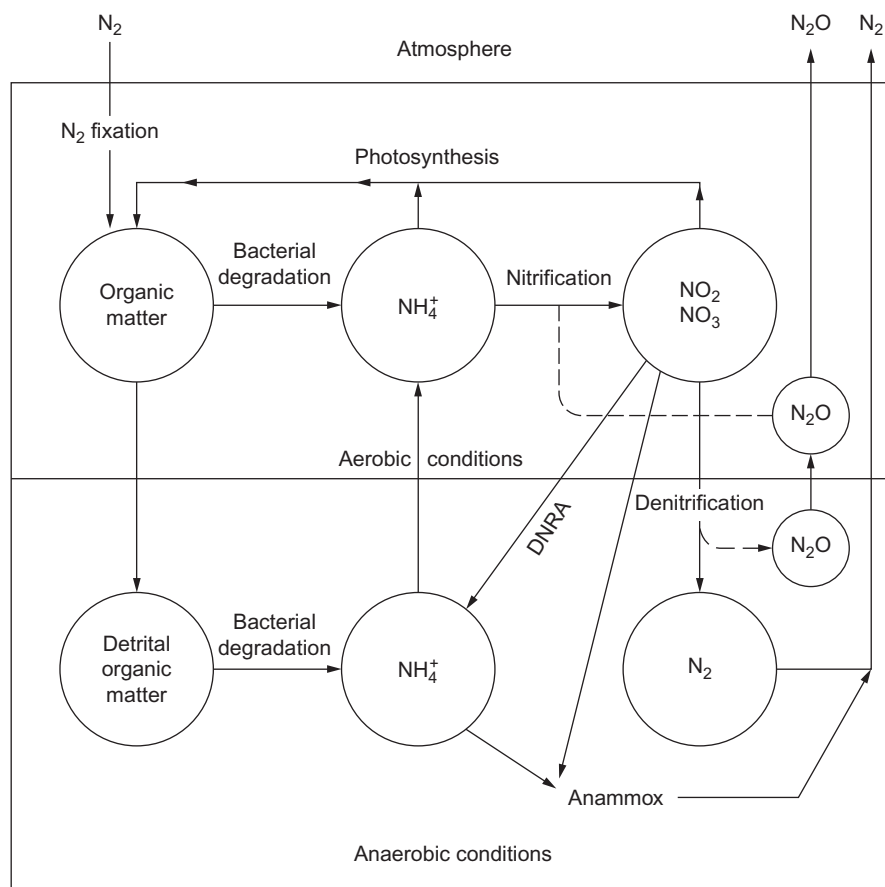 N₂
N₂O
N₂
Atmosphere
N₂ fixation
Photosynthesis
Bacterial
degradation
Nitrification
Organic
matter
NH₄⁺
NO₂
NO₃
N₂O
Aerobic conditions
Denitrification
DNRA
N₂O
Bacterial
degradation
Detrital
organic
matter
NH₄⁺
N₂
Anammox
Anaerobic conditions